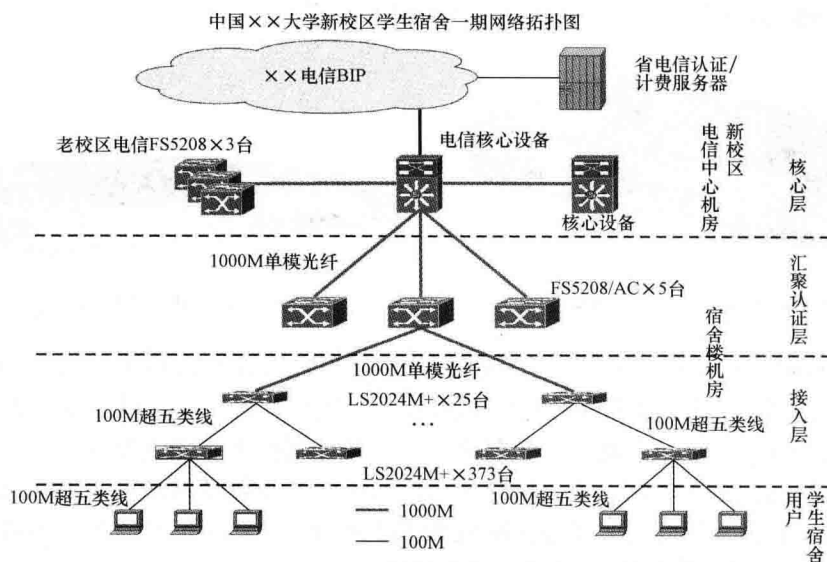 中国××大学新校区学生宿舍一期网络拓扑图
××电信BIP
省电信认证/
计费服务器
老校区电信FS5208×3台
电信核心设备
核心设备
新校区
电信中心机房
核心层
1000M单模光纤
FS5208/AC×5台
汇聚认证层
宿舍楼机房
1000M单模光纤
LS2024M+×25台
100M超五类线
…
100M超五类线
接入层
LS2024M+×373台
100M超五类线
100M超五类线
1000M
100M
学生宿舍
用户